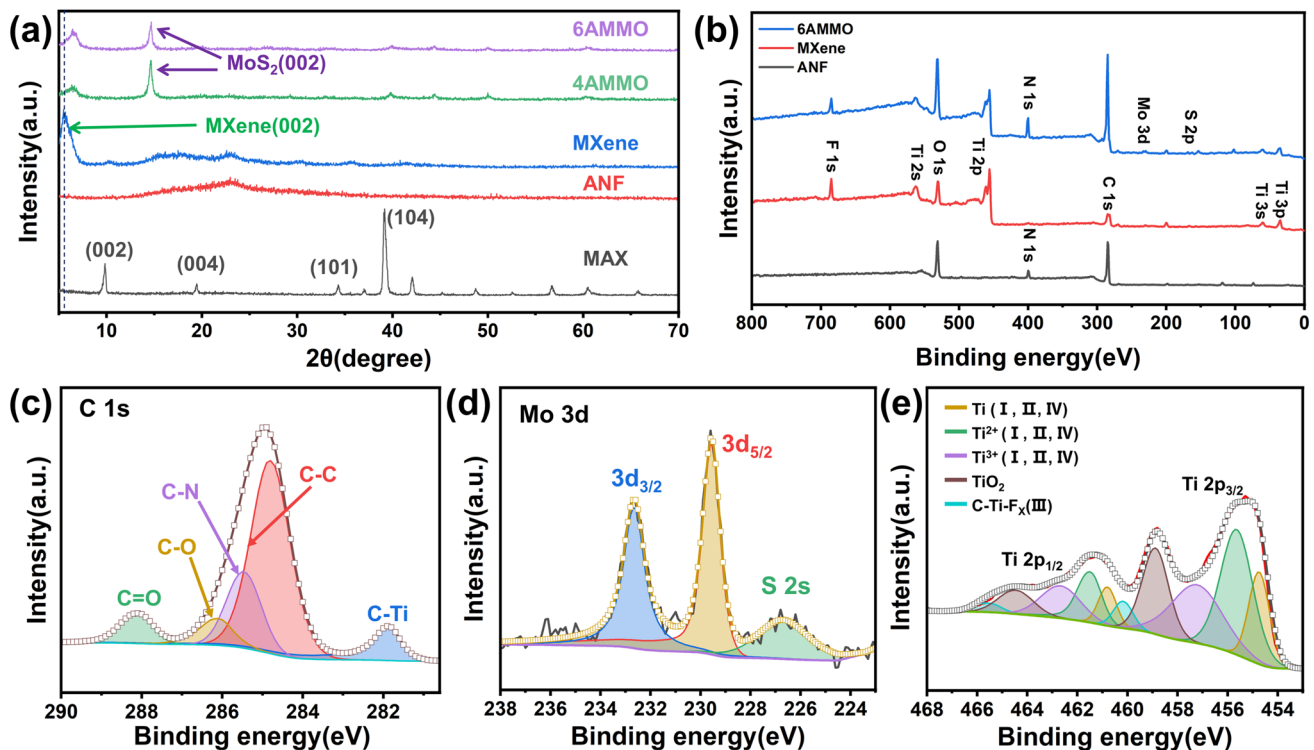 (a)
6AMMO
MoS₂(002)
4AMMO
MXene(002)
MXene
ANF
(104)
(002)
(004)
(101)
MAX
Intensity(a.u.)
10 20 30 40 50 60 70
2θ(degree)
(b)
6AMMO
MXene
ANF
N 1s
Mo 3d
S 2p
F 1s
Ti 2s
O 1s
Ti 2p
C 1s
Ti 3s
Ti 3p
N 1s
Intensity(a.u.)
800 700 600 500 400 300 200 100 0
Binding energy(eV)
(c)
C 1s
C-C
C-N
C-O
C=O
C-Ti
Intensity(a.u.)
290 288 286 284 282
Binding energy(eV)
(d)
Mo 3d
3d₅/₂
3d₃/₂
S 2s
Intensity(a.u.)
238 236 234 232 230 228 226 224
Binding energy(eV)
(e)
Ti (Ⅰ, Ⅱ, Ⅳ)
Ti²⁺ (Ⅰ, Ⅱ, Ⅳ)
Ti³⁺ (Ⅰ, Ⅱ, Ⅳ)
TiO₂
C-Ti-Fₓ(Ⅲ)
Ti 2p₃/₂
Ti 2p₁/₂
Intensity(a.u.)
468 466 464 462 460 458 456 454
Binding energy(eV)